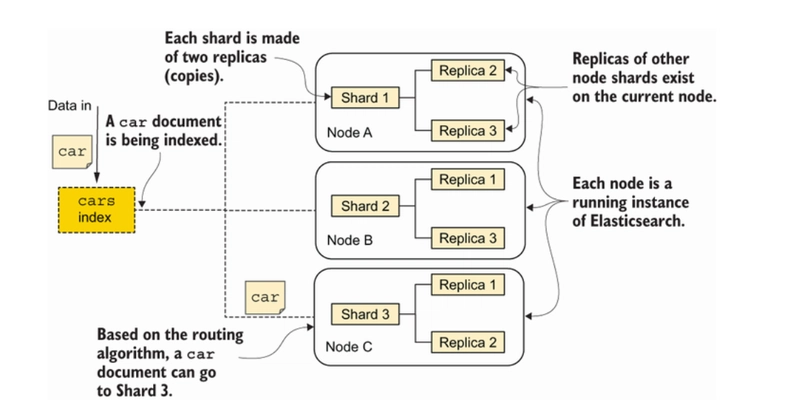 Each shard is made
of two replicas
(copies).
Replicas of other
node shards exist
on the current node.
Data in
A car document
is being indexed.
car
cars
index
Shard 1
Replica 2
Replica 3
Node A
Shard 2
Replica 1
Replica 3
Node B
Each node is a
running instance
of Elasticsearch.
car
Shard 3
Replica 1
Replica 2
Node C
Based on the routing
algorithm, a car
document can go
to Shard 3.